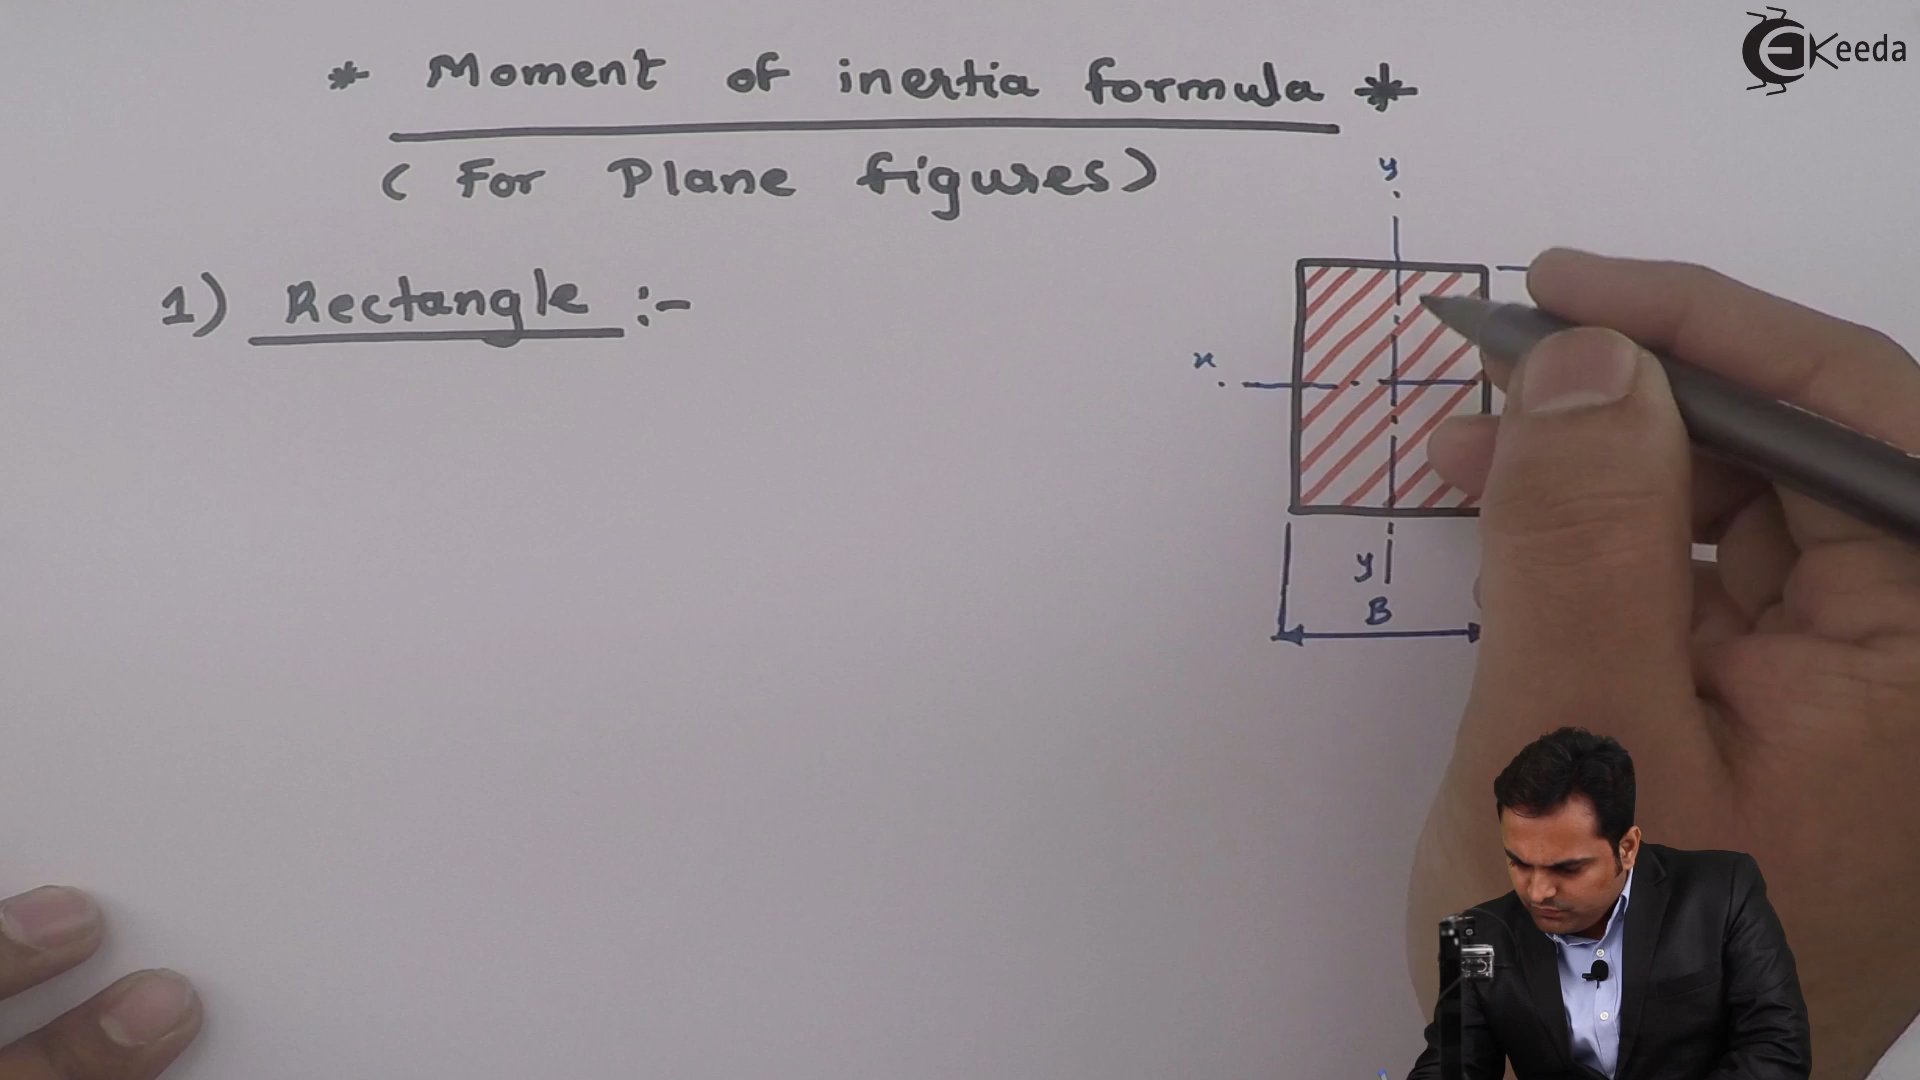 * Moment of inertia formula *
( For Plane figures)
1) Rectangle :-
y
x
y
B
Keeda